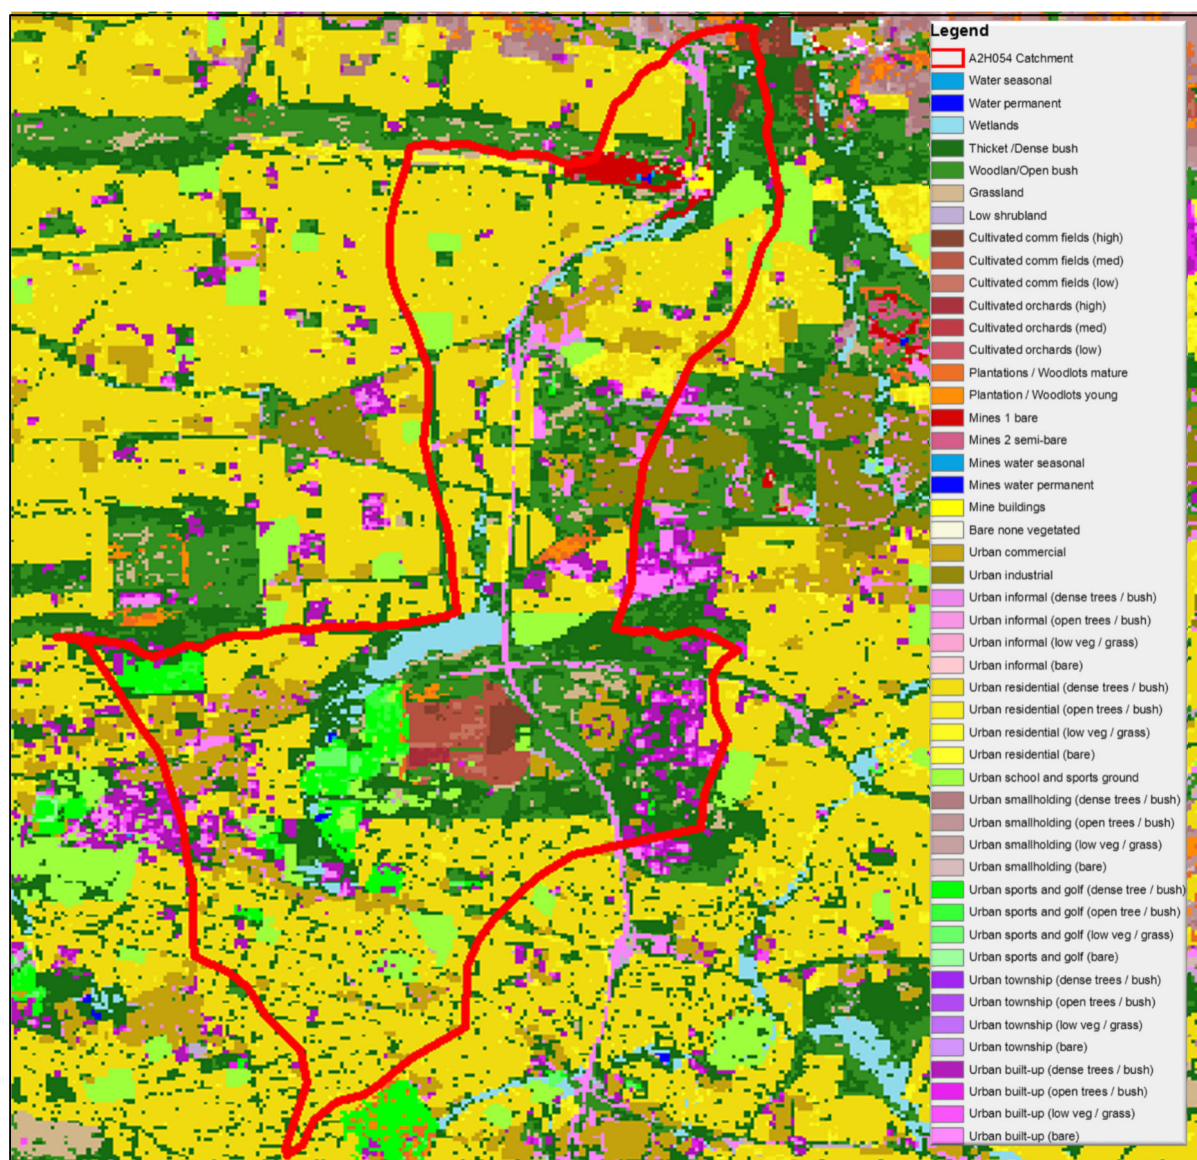 Legend
A2H054 Catchment
Water seasonal
Water permanent
Wetlands
Thicket /Dense bush
Woodlan/Open bush
Grassland
Low shrubland
Cultivated comm fields (high)
Cultivated comm fields (med)
Cultivated comm fields (low)
Cultivated orchards (high)
Cultivated orchards (med)
Cultivated orchards (low)
Plantations / Woodlots mature
Plantation / Woodlots young
Mines 1 bare
Mines 2 semi-bare
Mines water seasonal
Mines water permanent
Mine buildings
Bare none vegetated
Urban commercial
Urban industrial
Urban informal (dense trees / bush)
Urban informal (open trees / bush)
Urban informal (low veg / grass)
Urban informal (bare)
Urban residential (dense trees / bush)
Urban residential (open trees / bush)
Urban residential (low veg / grass)
Urban residential (bare)
Urban school and sports ground
Urban smallholding (dense trees / bush)
Urban smallholding (open trees / bush)
Urban smallholding (low veg / grass)
Urban smallholding (bare)
Urban sports and golf (dense tree / bush)
Urban sports and golf (open tree / bush)
Urban sports and golf (low veg / grass)
Urban sports and golf (bare)
Urban township (dense trees / bush)
Urban township (open trees / bush)
Urban township (low veg / grass)
Urban township (bare)
Urban built-up (dense trees / bush)
Urban built-up (open trees / bush)
Urban built-up (low veg / grass)
Urban built-up (bare)